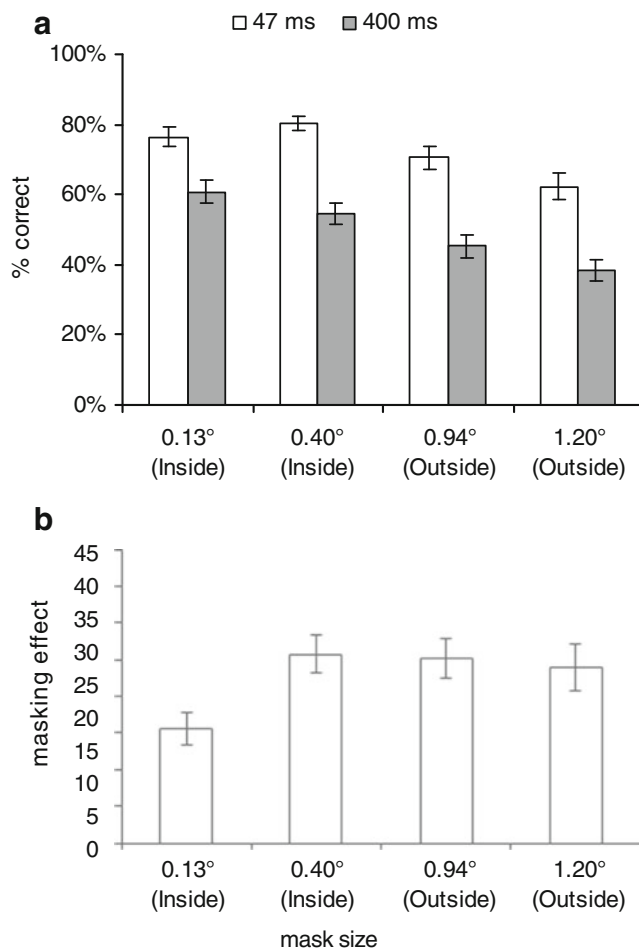 a
47 ms 400 ms
100%
80%
60%
40%
20%
0%
% correct
0.13° 0.40° 0.94° 1.20°
(Inside) (Inside) (Outside) (Outside)
b
45
40
35
30
25
20
15
10
5
0
masking effect
0.13° 0.40° 0.94° 1.20°
(Inside) (Inside) (Outside) (Outside)
mask size